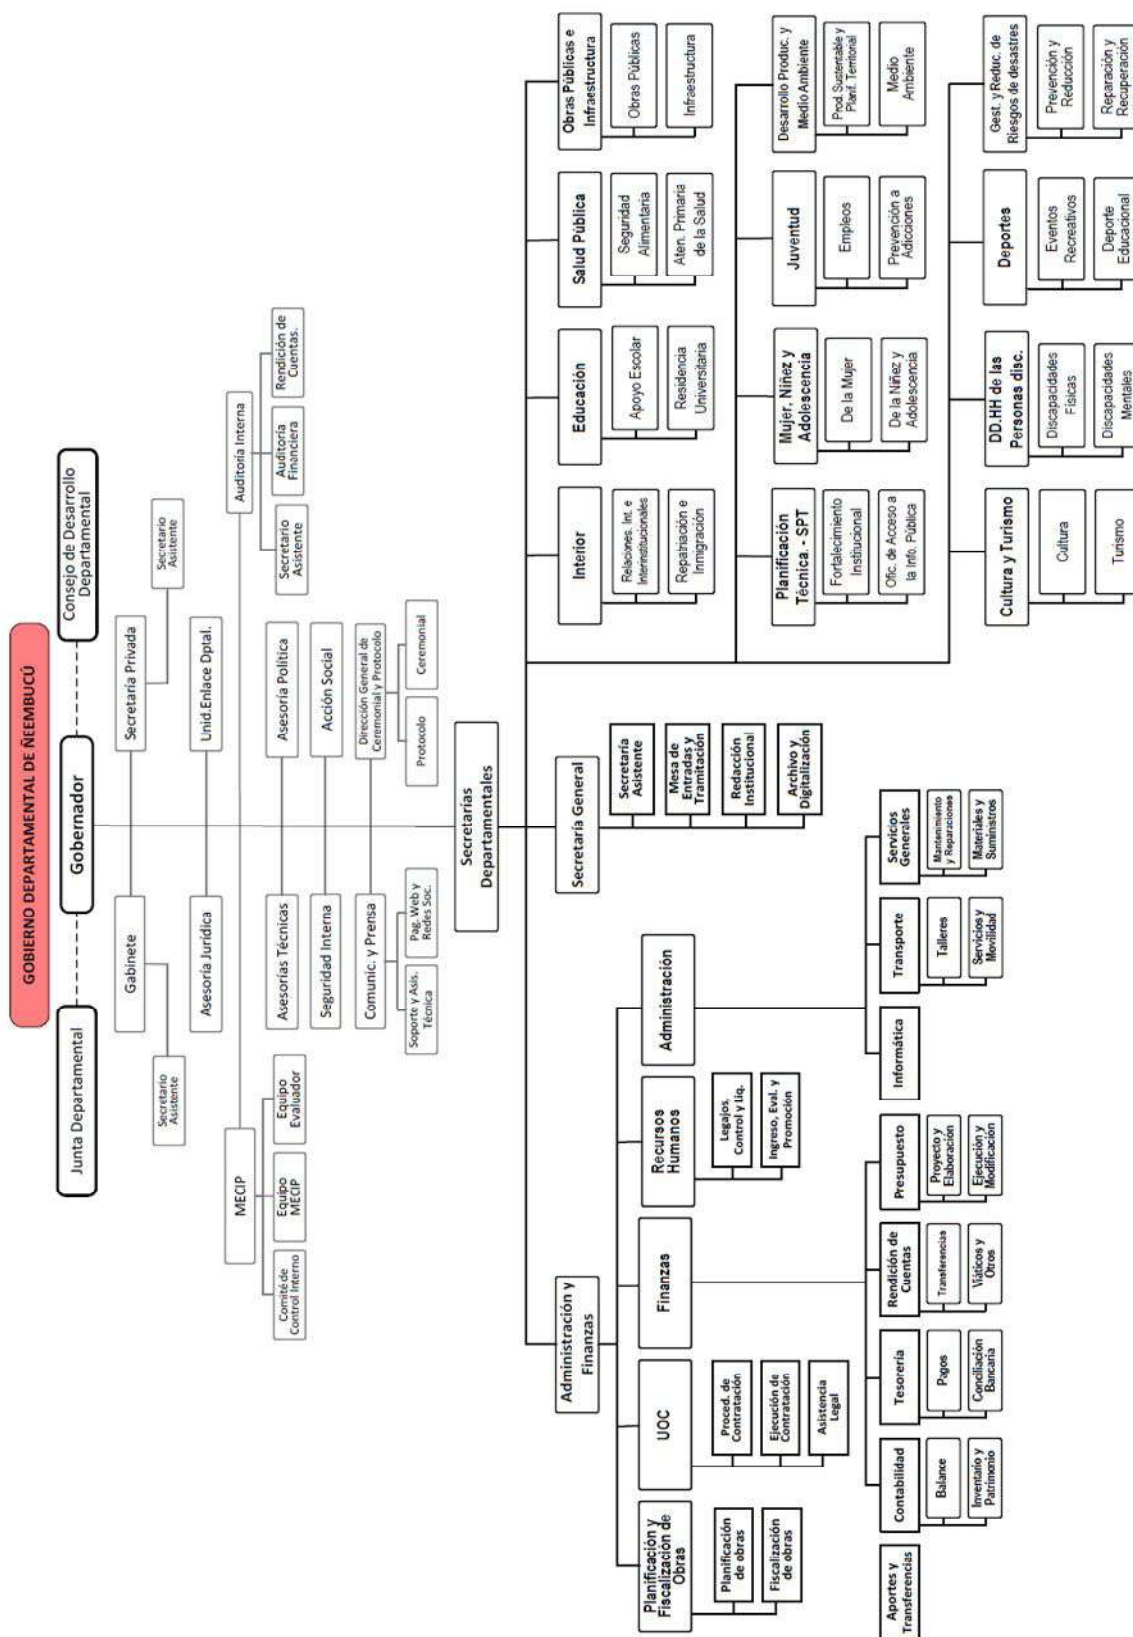 GOBIERNO DEPARTAMENTAL DE ÑEEMBUCÚ
Junta Departamental
Gobernador
Consejo de Desarrollo
Departamental
Gabinete
Secretaría Privada
Secretario
Asistente
Secretario
Asistente
Asesoría Jurídica
Unid.Enlace Dptal.
MECIP
Auditoría Interna
Comité de
Control Interno
Equipo
MECIP
Equipo
Evaluador
Secretario
Asistente
Auditoría
Financiera
Rendición de
Cuentas.
Asesorías Técnicas
Asesoría Política
Seguridad Interna
Acción Social
Comunic. y Prensa
Dirección General de
Ceremonial y Protocolo
Soporte y Asis.
Técnica
Pag. Web y
Redes Soc.
Protocolo
Ceremonial
Secretarías
Departamentales
Administración y
Finanzas
Secretaría General
Secretaría
Asistente
Mesa de
Entradas y
Tramitación
Redacción
Institucional
Archivo y
Digitalización
Planificación y
Fiscalización de
Obras
UOC
Finanzas
Recursos
Humanos
Administración
Planificación
de obras
Fiscalización
de obras
Proced. de
Contratación
Ejecución de
Contratación
Asistencia
Legal
Legajos,
Control y Liq.
Ingreso, Eval. y
Promoción
Aportes y
Transferencias
Contabilidad
Balance
Inventario y
Patrimonio
Tesorería
Pagos
Conciliación
Bancaria
Rendición de
Cuentas
Transferencias
Viáticos y
Otros
Presupuesto
Proyecto y
Elaboración
Ejecución y
Modificación
Informática
Transporte
Talleres
Servicios y
Movilidad
Servicios
Generales
Mantenimiento
y Reparaciones
Materiales y
Suministros
Interior
Relaciones. Int. e
Interinstitucionales
Repatriación e
Inmigración
Educación
Apoyo Escolar
Residencia
Universitaria
Salud Pública
Seguridad
Alimentaria
Aten. Primaria
de la Salud
Obras Públicas e
Infraestructura
Obras Públicas
Infraestructura
Planificación
Técnica. - SPT
Fortalecimiento
Institucional
Ofic. de Acceso a
la Info. Pública
Mujer, Niñez y
Adolescencia
De la Mujer
De la Niñez y
Adolescencia
Juventud
Empleos
Prevención a
Adicciones
Desarrollo Produc. y
Medio Ambiente
Prod. Sustentable y
Planif. Territorial
Medio
Ambiente
Cultura y Turismo
Cultura
Turismo
DD.HH de las
Personas disc.
Discapacidades
Físicas
Discapacidades
Mentales
Deportes
Eventos
Recreativos
Deporte
Educacional
Gest. y Reduc. de
Riesgos de desastres
Prevención y
Reducción
Reparación y
Recuperación